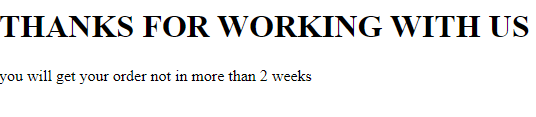 THANKS FOR WORKING WITH US
you will get your order not in more than 2 weeks